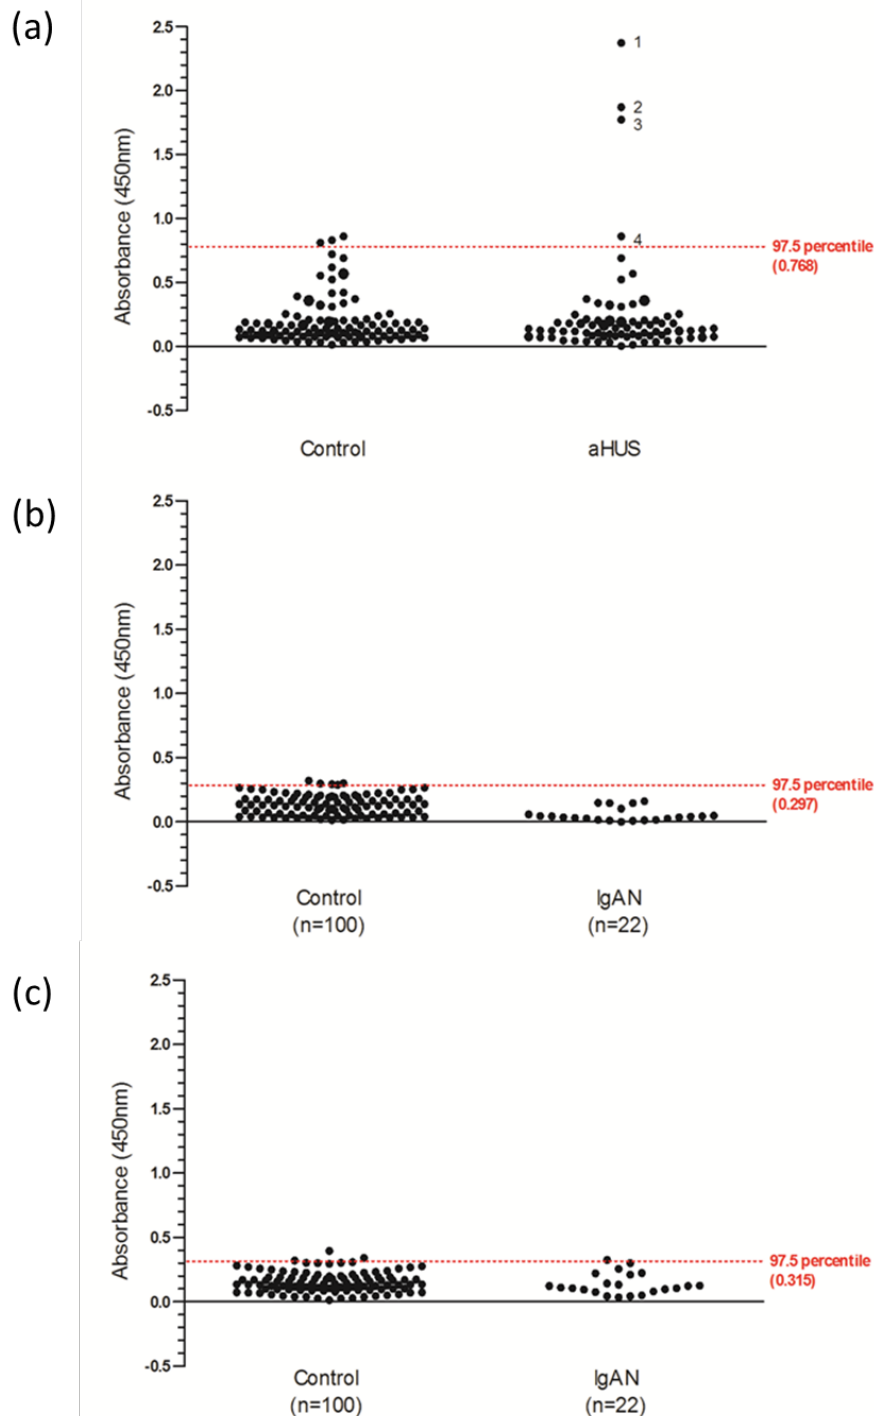 (a)
2.5
2.0
1.5
1.0
0.5
0.0
-0.5
Absorbance (450nm)
1
2
3
4
97.5 percentile
(0.768)
Control
aHUS
(b)
2.5
2.0
1.5
1.0
0.5
0.0
-0.5
Absorbance (450nm)
97.5 percentile
(0.297)
Control
(n=100)
IgAN
(n=22)
(c)
2.5
2.0
1.5
1.0
0.5
0.0
-0.5
Absorbance (450nm)
97.5 percentile
(0.315)
Control
(n=100)
IgAN
(n=22)